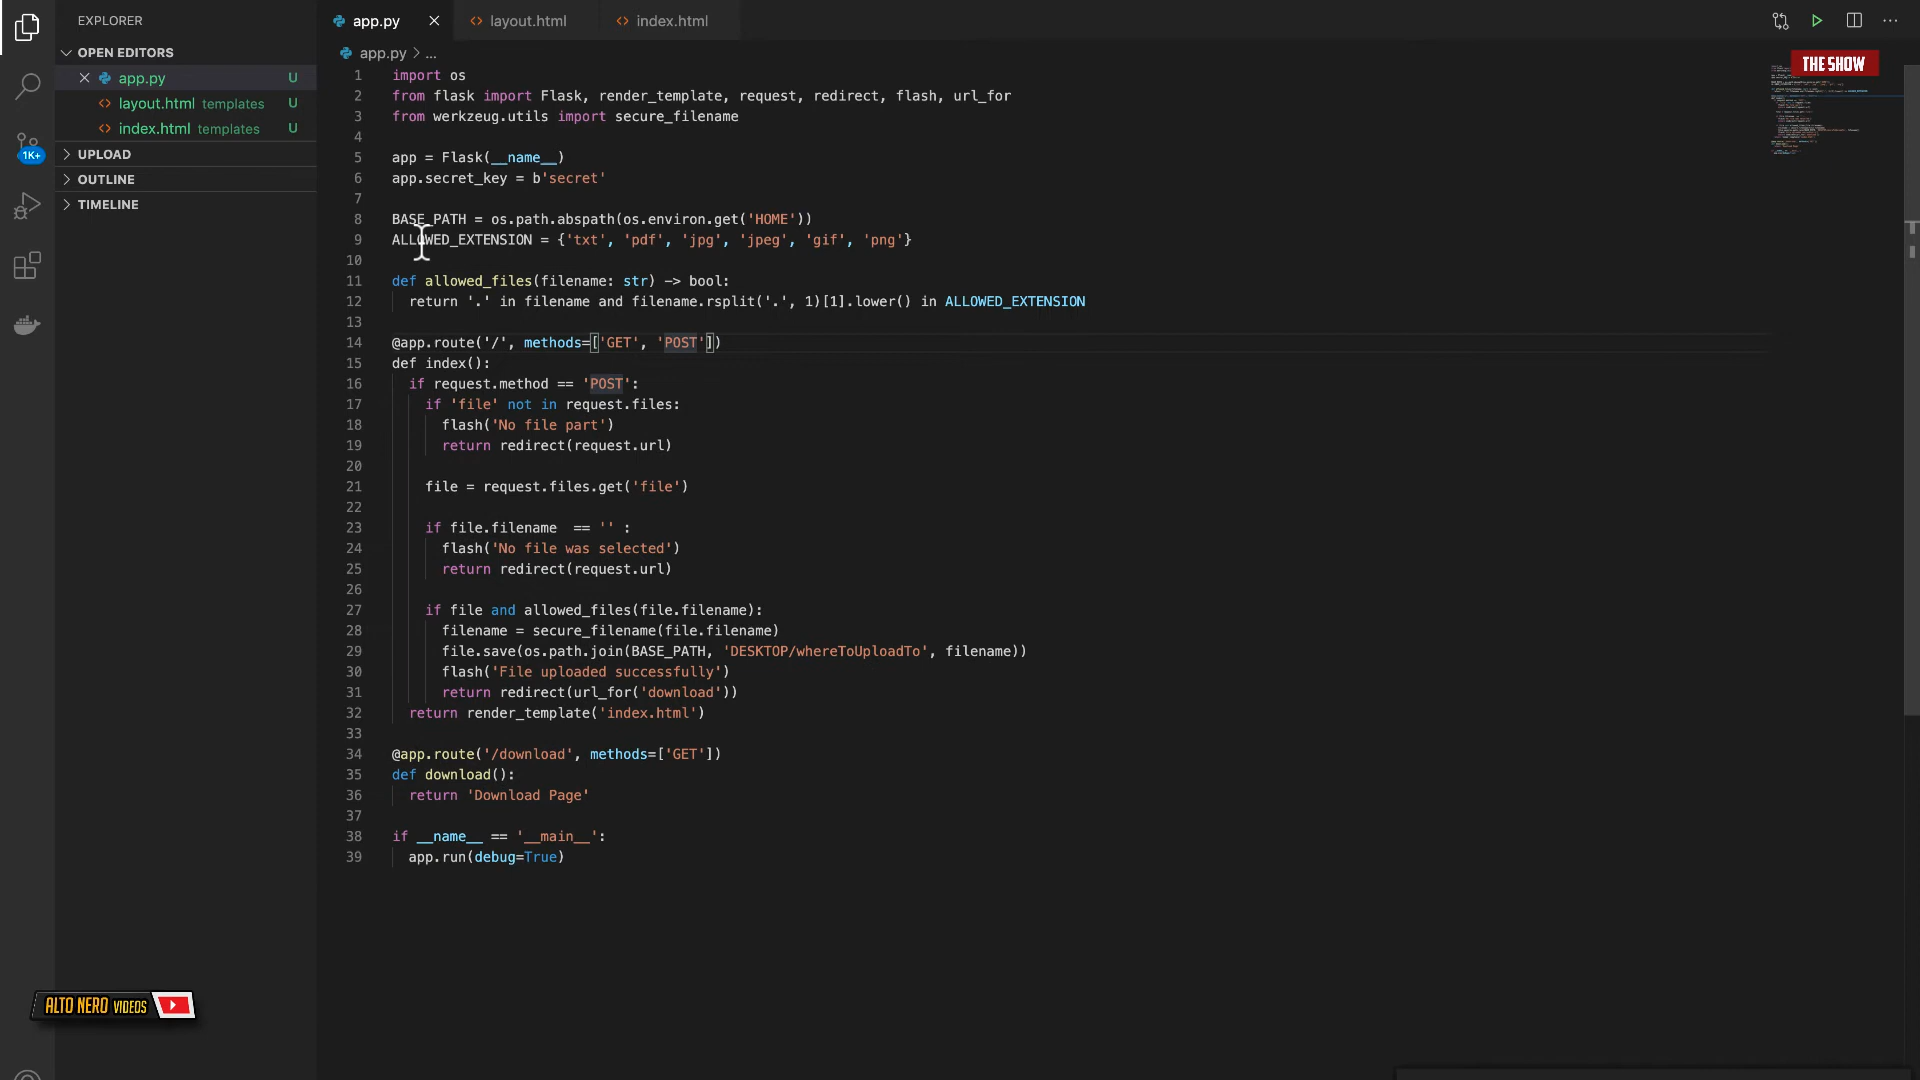 EXPLORER
OPEN EDITORS
app.py U
layout.html templates U
index.html templates U
UPLOAD
OUTLINE
TIMELINE
1K+
app.py
layout.html
index.html
app.py > ...
THE SHOW
1 import os
2 from flask import Flask, render_template, request, redirect, flash, url_for
3 from werkzeug.utils import secure_filename
4
5 app = Flask(__name__)
6 app.secret_key = b'secret'
7
8 BASE_PATH = os.path.abspath(os.environ.get('HOME'))
9 ALLOWED_EXTENSION = {'txt', 'pdf', 'jpg', 'jpeg', 'gif', 'png'}
10
11 def allowed_files(filename: str) -> bool:
12 return '.' in filename and filename.rsplit('.', 1)[1].lower() in ALLOWED_EXTENSION
13
14 @app.route('/', methods=['GET', 'POST'])
15 def index():
16 if request.method == 'POST':
17 if 'file' not in request.files:
18 flash('No file part')
19 return redirect(request.url)
20
21 file = request.files.get('file')
22
23 if file.filename  == '' :
24 flash('No file was selected')
25 return redirect(request.url)
26
27 if file and allowed_files(file.filename):
28 filename = secure_filename(file.filename)
29 file.save(os.path.join(BASE_PATH, 'DESKTOP/whereToUploadTo', filename))
30 flash('File uploaded successfully')
31 return redirect(url_for('download'))
32 return render_template('index.html')
33
34 @app.route('/download', methods=['GET'])
35 def download():
36 return 'Download Page'
37
38 if __name__ == '__main__':
39 app.run(debug=True)
ALTO NERO VIDEOS